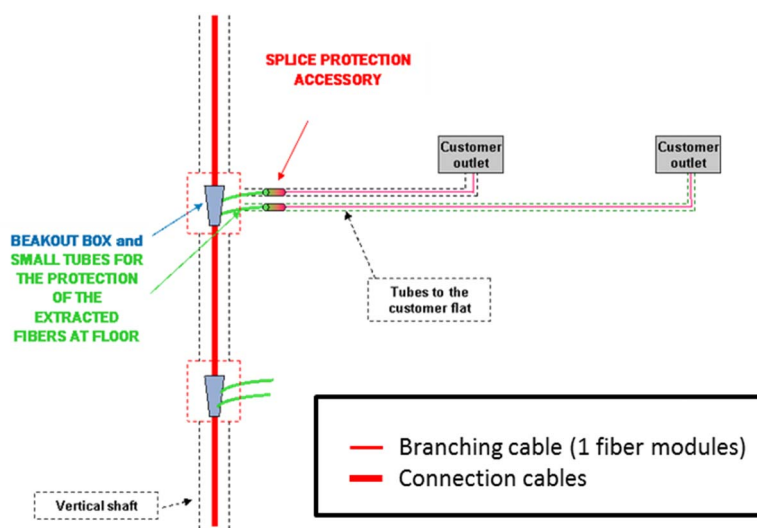 SPLICE PROTECTION
ACCESSORY
Customer
outlet
Customer
outlet
BEAKOUT BOX and
SMALL TUBES FOR
THE PROTECTION
OF THE
EXTRACTED
FIBERS AT FLOOR
Tubes to the
customer flat
Branching cable (1 fiber modules)
Connection cables
Vertical shaft